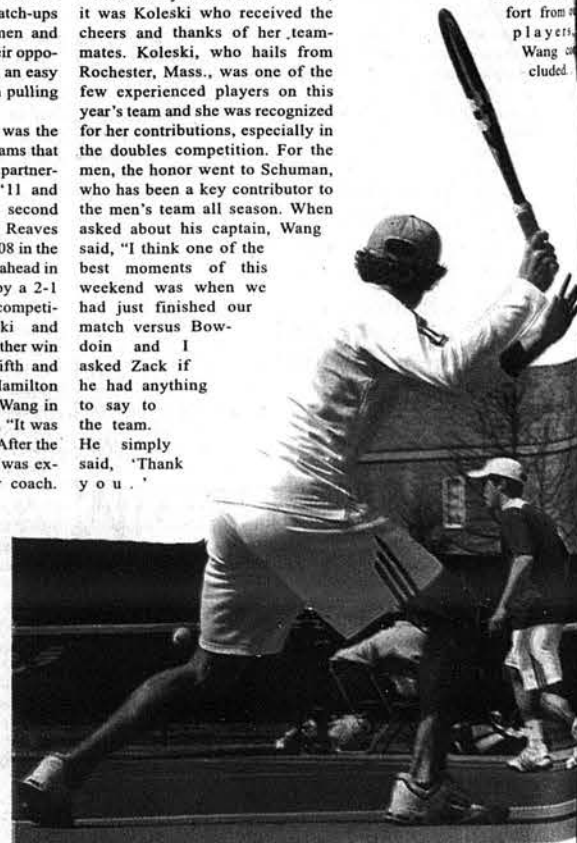 atch-ups
men and
eir oppo-
an easy
pulling
was the
ams that
partner-
'11 and
second
Reaves
08 in the
ahead in
by a 2-1
competi-
ki and
ther win
ifth and
Hamilton
Wang in
"It was
After the
was ex-
coach.
it was Koleski who received the
cheers and thanks of her team-
mates. Koleski, who hails from
Rochester, Mass., was one of the
few experienced players on this
year's team and she was recognized
for her contributions, especially in
the doubles competition. For the
men, the honor went to Schuman,
who has been a key contributor to
the men's team all season. When
asked about his captain, Wang
said, "I think one of the
best moments of this
weekend was when we
had just finished our
match versus Bow-
doin and I
asked Zack if
he had anything
to say to
the team.
He simply
said, 'Thank
you.'
fort from
players,
Wang
cluded